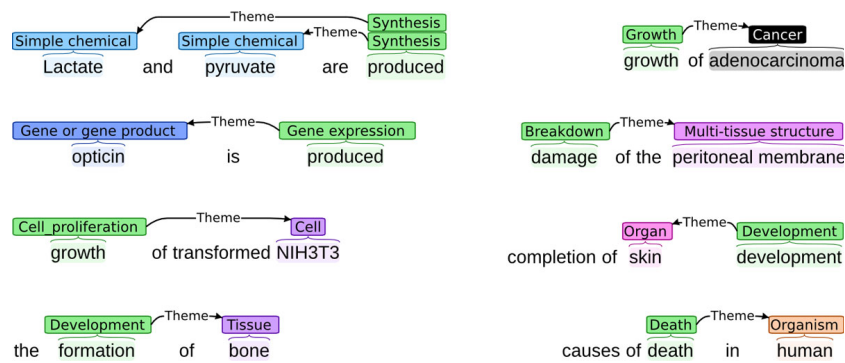 Theme Synthesis
Simple chemical Simple chemical Theme Synthesis
Lactate and pyruvate are produced
Growth Theme Cancer
growth of adenocarcinoma
Gene or gene product Theme Gene expression
opticin is produced
Breakdown Theme Multi-tissue structure
damage of the peritoneal membrane
Cell_proliferation Theme Cell
growth of transformed NIH3T3
Organ Theme Development
completion of skin development
Development Theme Tissue
the formation of bone
Death Theme Organism
causes of death in human